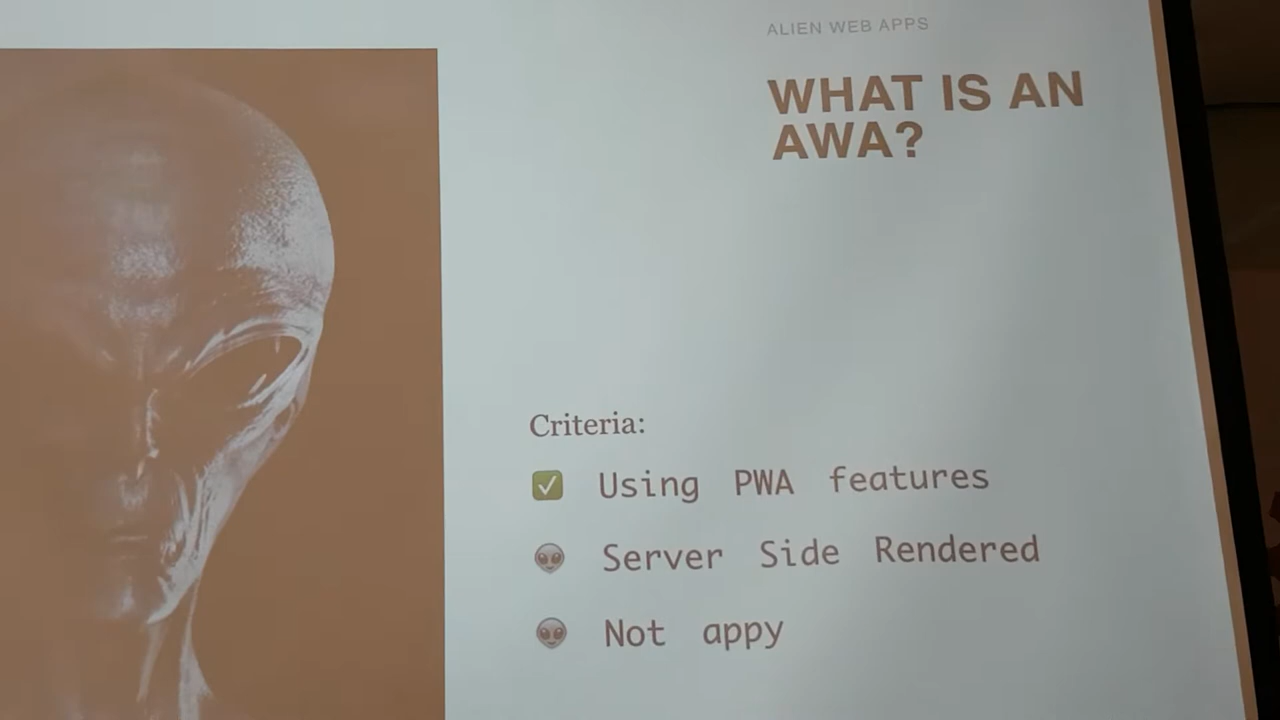 ALIEN WEB APPS
WHAT IS AN
AWA?
Criteria:
✅ Using PWA features
👽 Server Side Rendered
👽 Not appy